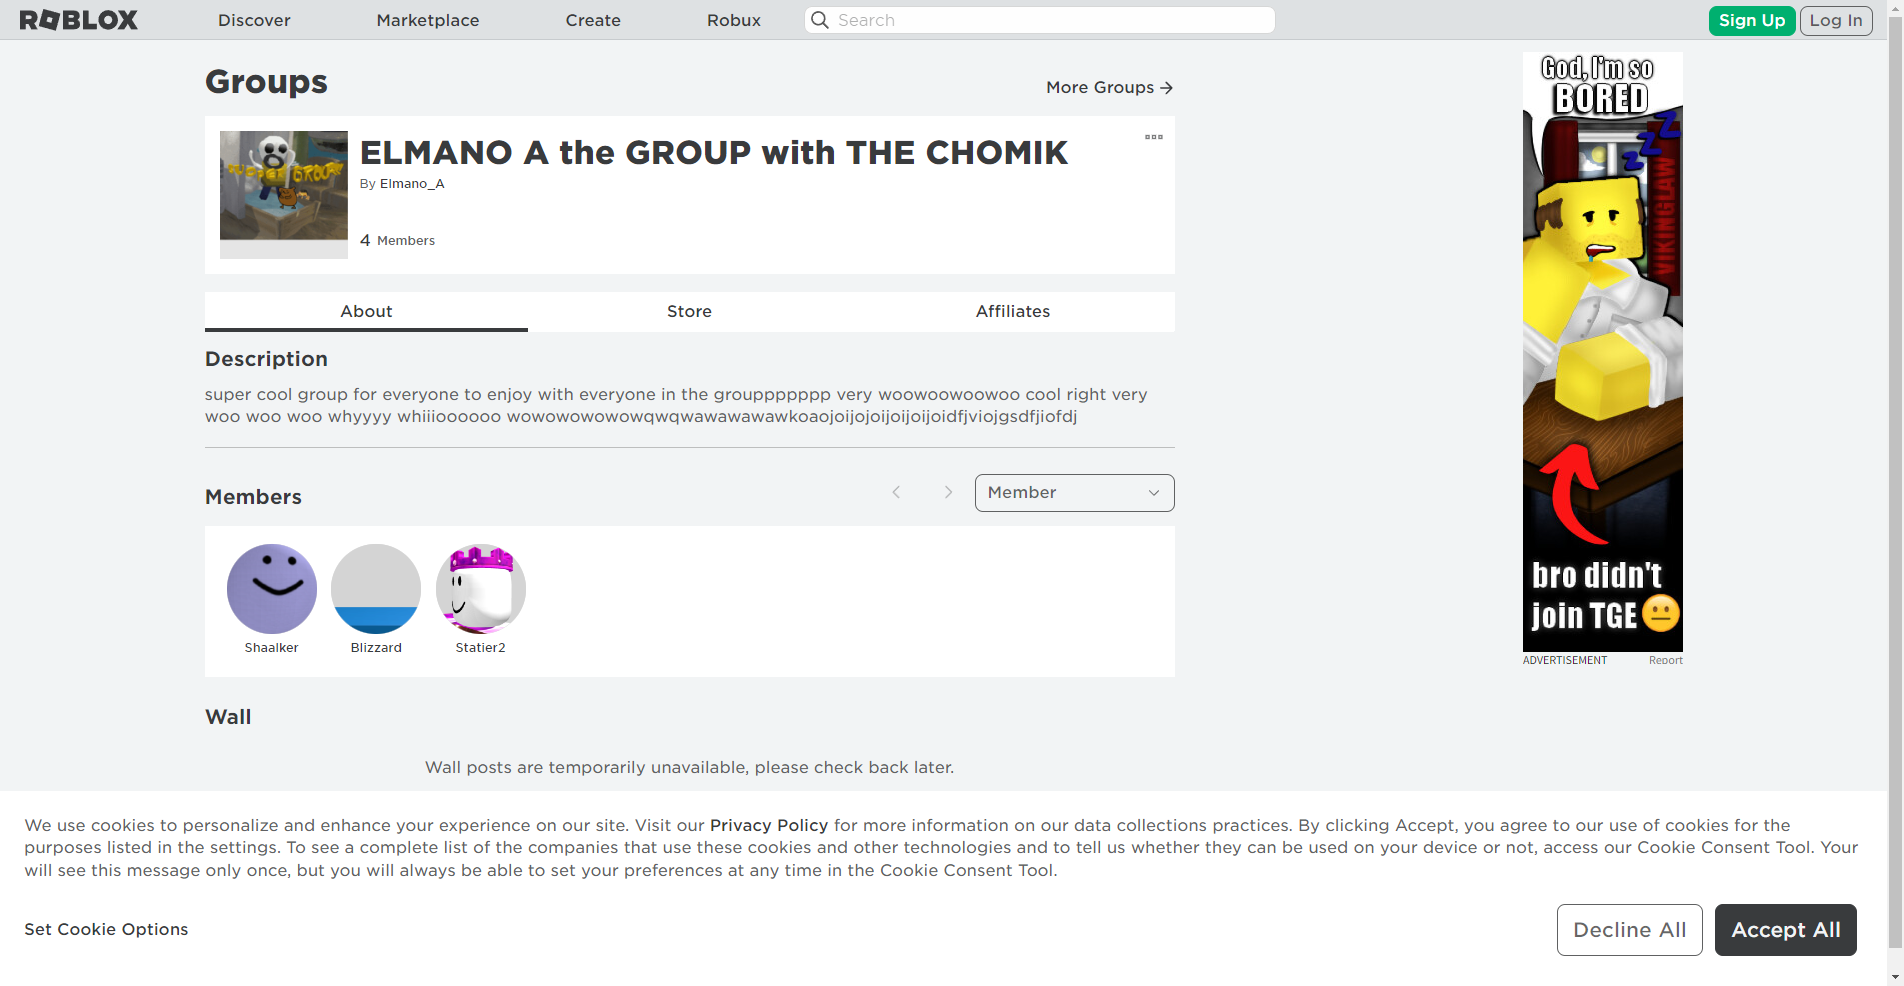 ROBLOX
Discover
Marketplace
Create
Robux
Search
Sign Up
Log In
Groups
More Groups
ELMANO A the GROUP with THE CHOMIK
By Elmano_A
4 Members
About
Store
Affiliates
Description
super cool group for everyone to enjoy with everyone in the groupppppp very woowoowoowoo cool right very
woo woo woo whyyyy whiiioooooo wowowowowowqwqwawawawawkoaojoijojoijoijoijoidfjviojgsdfjiofdj
Members
Member
Shaalker
Blizzard
Statier2
Wall
Wall posts are temporarily unavailable, please check back later.
God, I'm so
BORED
ZZZ
VIKINGLAW
bro didn't
join TGE
ADVERTISEMENT
Report
We use cookies to personalize and enhance your experience on our site. Visit our Privacy Policy for more information on our data collections practices. By clicking Accept, you agree to our use of cookies for the
purposes listed in the settings. To see a complete list of the companies that use these cookies and other technologies and to tell us whether they can be used on your device or not, access our Cookie Consent Tool. Your
will see this message only once, but you will always be able to set your preferences at any time in the Cookie Consent Tool.
Set Cookie Options
Decline All
Accept All